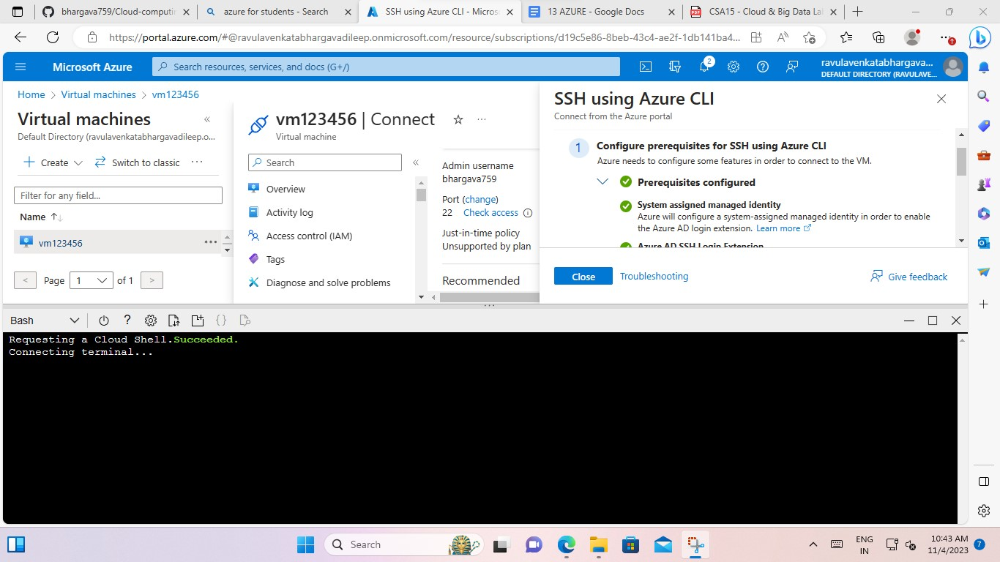 bhargava759/Cloud-computin
azure for students - Search
SSH using Azure CLI - Micros
13 AZURE - Google Docs
CSA15 - Cloud & Big Data La
https://portal.azure.com/#@ravulavenkatabhargavadileep.onmicrosoft.com/resource/subscriptions/d19c5e86-8beb-43c4-ae2f-1db141ba4...
Microsoft Azure
Search resources, services, and docs (G+/)
2
ravulavenkatabhargava...
DEFAULT DIRECTORY (RAVULAVE...
Home > Virtual machines > vm123456
Virtual machines
Default Directory (ravulavenkatabhargavadileep.o...
Create
Switch to classic
Filter for any field...
Name
vm123456
Page 1 of 1
vm123456 | Connect
Virtual machine
Search
Overview
Activity log
Access control (IAM)
Tags
Diagnose and solve problems
Admin username
bhargava759
Port (change)
22 Check access
Just-in-time policy
Unsupported by plan
Recommended
SSH using Azure CLI
Connect from the Azure portal
1 Configure prerequisites for SSH using Azure CLI
Azure needs to configure some features in order to connect to the VM.
Prerequisites configured
System assigned managed identity
Azure will configure a system-assigned managed identity in order to enable
the Azure AD login extension. Learn more
Azure AD SSH Login Extension
Close
Troubleshooting
Give feedback
Bash
Requesting a Cloud Shell.Succeeded.
Connecting terminal...
Search
ENG
IN
10:43 AM
11/4/2023
7